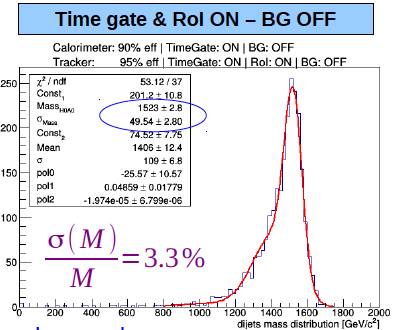 Time gate & RoI ON – BG OFF
Calorimeter: 90% eff | TimeGate: ON | BG: OFF
Tracker: 95% eff | TimeGate: ON | RoI: ON | BG: OFF
χ² / ndf 53.12 / 37
Const₁ 201.2 ± 10.8
Mass_H0A0 1523 ± 2.8
σ_Mass 49.54 ± 2.80
Const₂ 74.52 ± 7.75
Mean 1406 ± 12.4
σ 109 ± 6.8
pol0 -25.57 ± 10.57
pol1 0.04859 ± 0.01779
pol2 -1.974e-05 ± 6.799e-06
250
200
150
100
50
0
σ(M)
M
=3.3%
0 200 400 600 800 1000 1200 1400 1600 1800 2000
dijets mass distribution [GeV/c²]